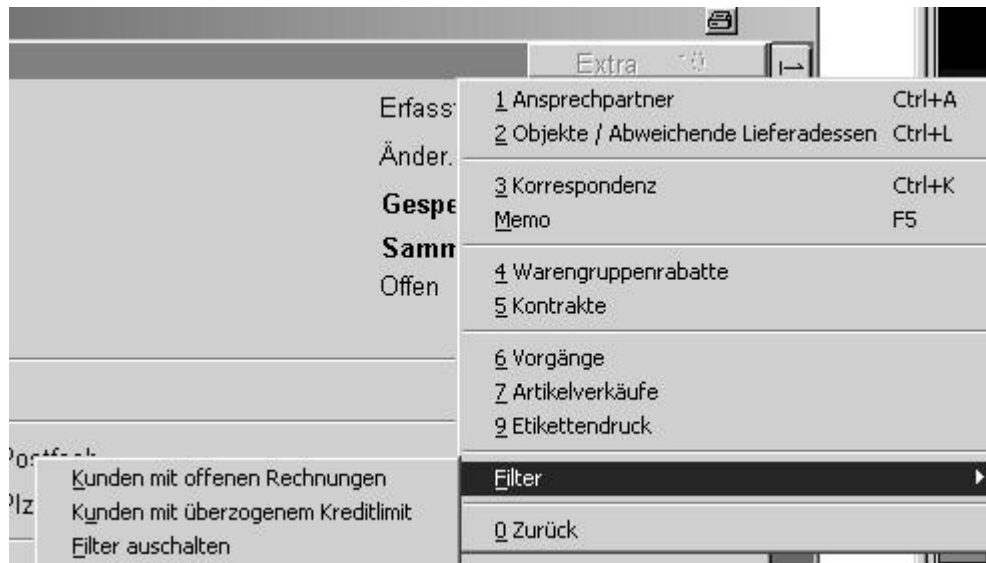 Extra
Erfass
1 Ansprechpartner Ctrl+A
2 Objekte / Abweichende Lieferadessen Ctrl+L
Änder.
3 Korrespondenz Ctrl+K
Gespe
Memo F5
Samm
4 Warengruppenrabatte
Offen
5 Kontrakte
6 Vorgänge
7 Artikelverkäufe
9 Etikettendruck
Filter
Kunden mit offenen Rechnungen
Plz
Kunden mit überzogenem Kreditlimit
0 Zurück
Filter auschalten